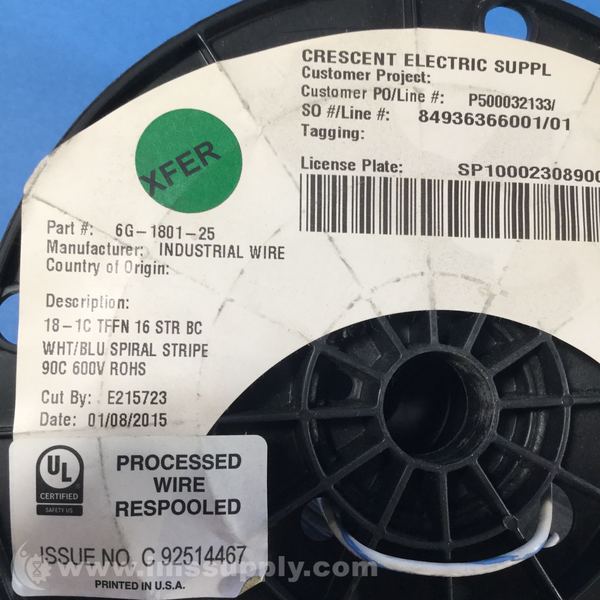 CRESCENT ELECTRIC SUPPL
Customer Project:
Customer PO/Line #: P500032133/
SO #/Line #: 84936366001/01
Tagging:
License Plate: SP1000230890
XFER
Part #: 6G-1801-25
Manufacturer: INDUSTRIAL WIRE
Country of Origin:
Description:
18-1C TFFN 16 STR BC
WHT/BLU SPIRAL STRIPE
90C 600V ROHS
Cut By: E215723
Date: 01/08/2015
UL
CERTIFIED
SAFETY US
PROCESSED
WIRE
RESPOOLED
ISSUE NO. C 92514467
PRINTED IN U.S.A.
www.imssupply.com